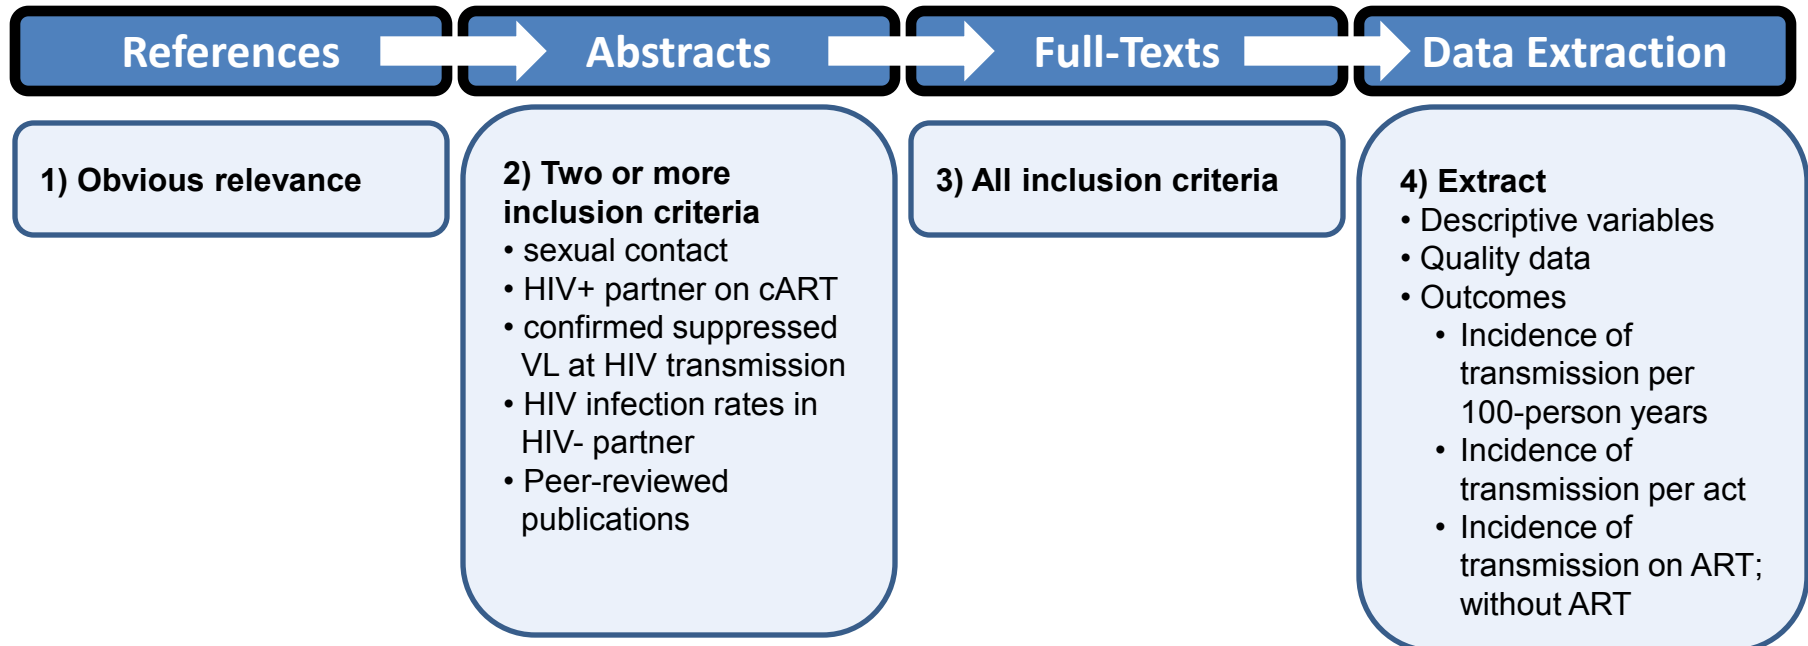 References
Abstracts
Full-Texts
Data Extraction
1) Obvious relevance
2) Two or more
inclusion criteria
• sexual contact
• HIV+ partner on cART
• confirmed suppressed
VL at HIV transmission
• HIV infection rates in
HIV- partner
• Peer-reviewed
publications
3) All inclusion criteria
4) Extract
• Descriptive variables
• Quality data
• Outcomes
• Incidence of
transmission per
100-person years
• Incidence of
transmission per act
• Incidence of
transmission on ART;
without ART